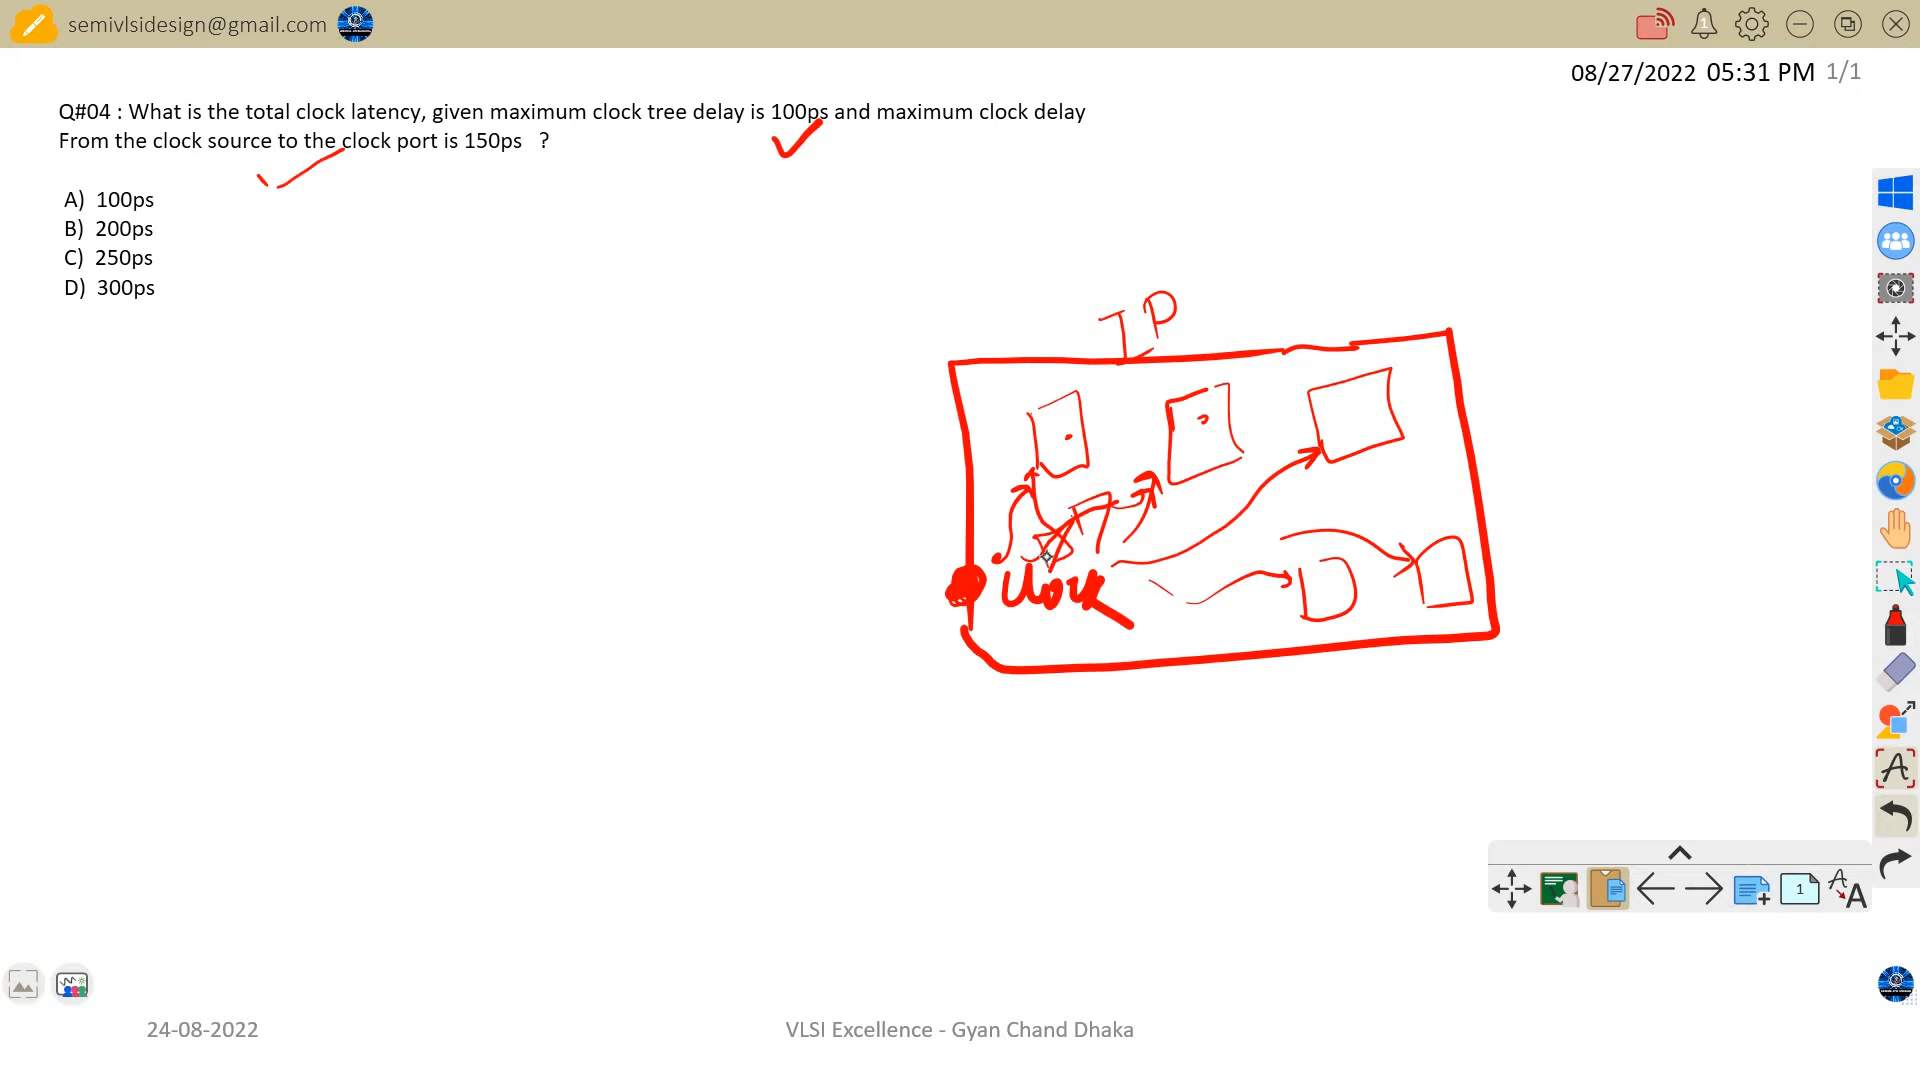 semivlsidesign@gmail.com
08/27/2022 05:31 PM 1/1
Q#04 : What is the total clock latency, given maximum clock tree delay is 100ps and maximum clock delay
From the clock source to the clock port is 150ps ?
A) 100ps
B) 200ps
C) 250ps
D) 300ps
IP
Clock
1
24-08-2022
VLSI Excellence - Gyan Chand Dhaka